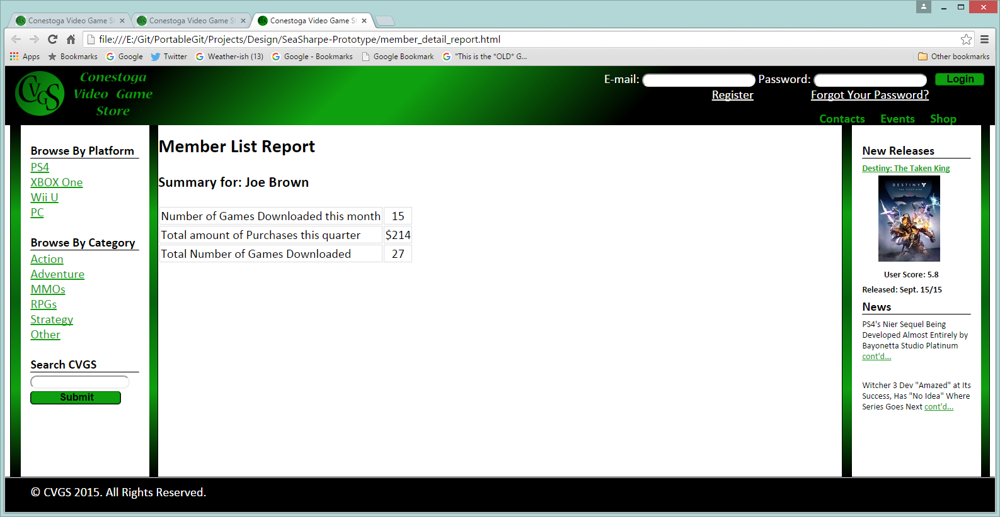 Conestoga Video Game S
Conestoga Video Game S
Conestoga Video Game S
file:///E:/Git/PortableGit/Projects/Design/SeaSharpe-Prototype/member_detail_report.html
Apps Bookmarks Google Twitter Weather-ish (13) Google - Bookmarks Google Bookmark "This is the *OLD* G... Other bookmarks
CVGS
Conestoga
Video Game
Store
E-mail: Password: Login
Register Forgot Your Password?
Contacts Events Shop
Browse By Platform
PS4
XBOX One
Wii U
PC
Browse By Category
Action
Adventure
MMOs
RPGs
Strategy
Other
Search CVGS
Submit
Member List Report
Summary for: Joe Brown
Number of Games Downloaded this month 15
Total amount of Purchases this quarter $214
Total Number of Games Downloaded 27
New Releases
Destiny: The Taken King
DESTINY
THE TAKEN KING
User Score: 5.8
Released: Sept. 15/15
News
PS4's Nier Sequel Being
Developed Almost Entirely by
Bayonetta Studio Platinum
cont'd...
Witcher 3 Dev "Amazed" at Its
Success, Has "No Idea" Where
Series Goes Next cont'd...
© CVGS 2015. All Rights Reserved.